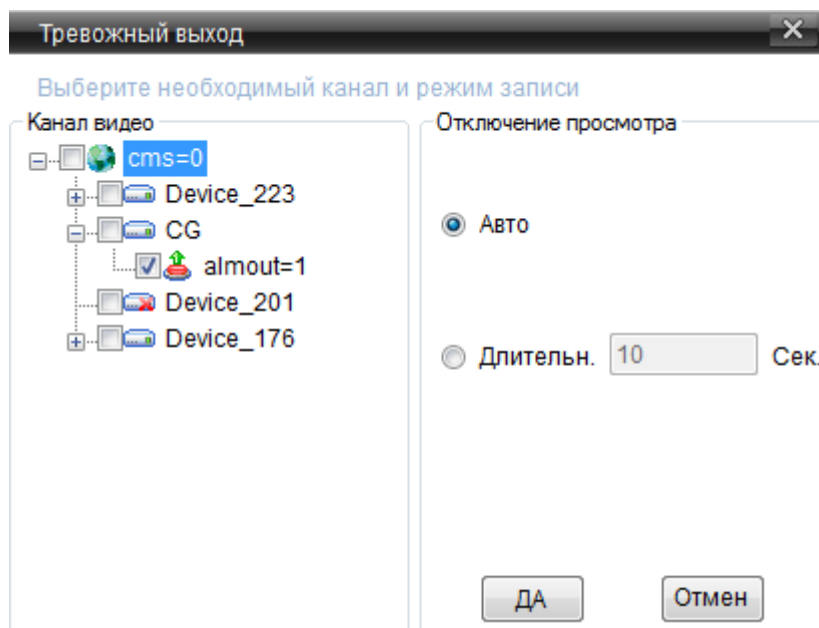 Тревожный выход
Выберите необходимый канал и режим записи
Канал видео
cms=0
Device_223
CG
almout=1
Device_201
Device_176
Отключение просмотра
Авто
Длительн. 10 Сек.
ДА Отмен